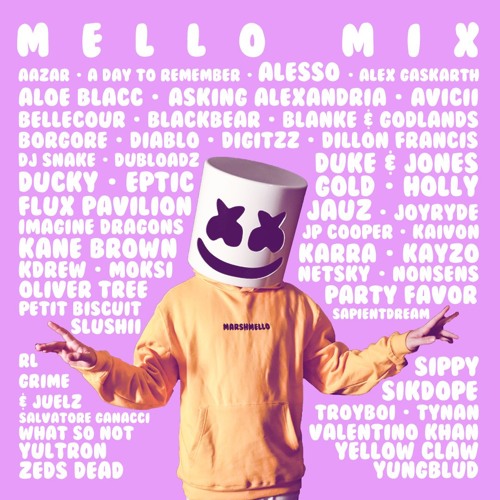 MELLO MIX
AAZAR · A DAY TO REMEMBER · ALESSO · ALEX GASKARTH
ALOE BLACC · ASKING ALEXANDRIA · AVICII
BELLECOUR · BLACKBEAR · BLANKE & GODLANDS
BORGORE · DIABLO · DIGITZZ · DILLON FRANCIS
DJ SNAKE · DUBLOADZ
DUKE & JONES
DUCKY · EPTIC
GOLD · HOLLY
FLUX PAVILION
JAUZ · JOYRYDE
IMAGINE DRAGONS
JP COOPER · KAIVON
KANE BROWN
KARRA · KAYZO
KDREW · MOKSI
NETSKY · NONSENS
OLIVER TREE
PARTY FAVOR
PETIT BISCUIT
SAPIENTDREAM
SLUSHII
MARSHMELLO
RL
GRIME
& JUELZ
SIPPY
SIKDOPE
SALVATORE GANACCI
TROYBOI · TYNAN
WHAT SO NOT
VALENTINO KHAN
YULTRON
YELLOW CLAW
ZEDS DEAD
YUNGBLUD